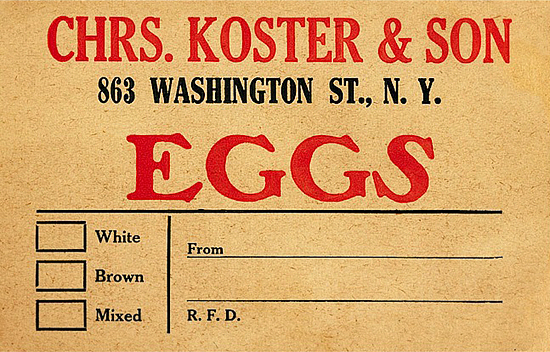 CHRS. KOSTER & SON
863 WASHINGTON ST., N. Y.
EGGS
White
Brown
Mixed
From
R. F. D.